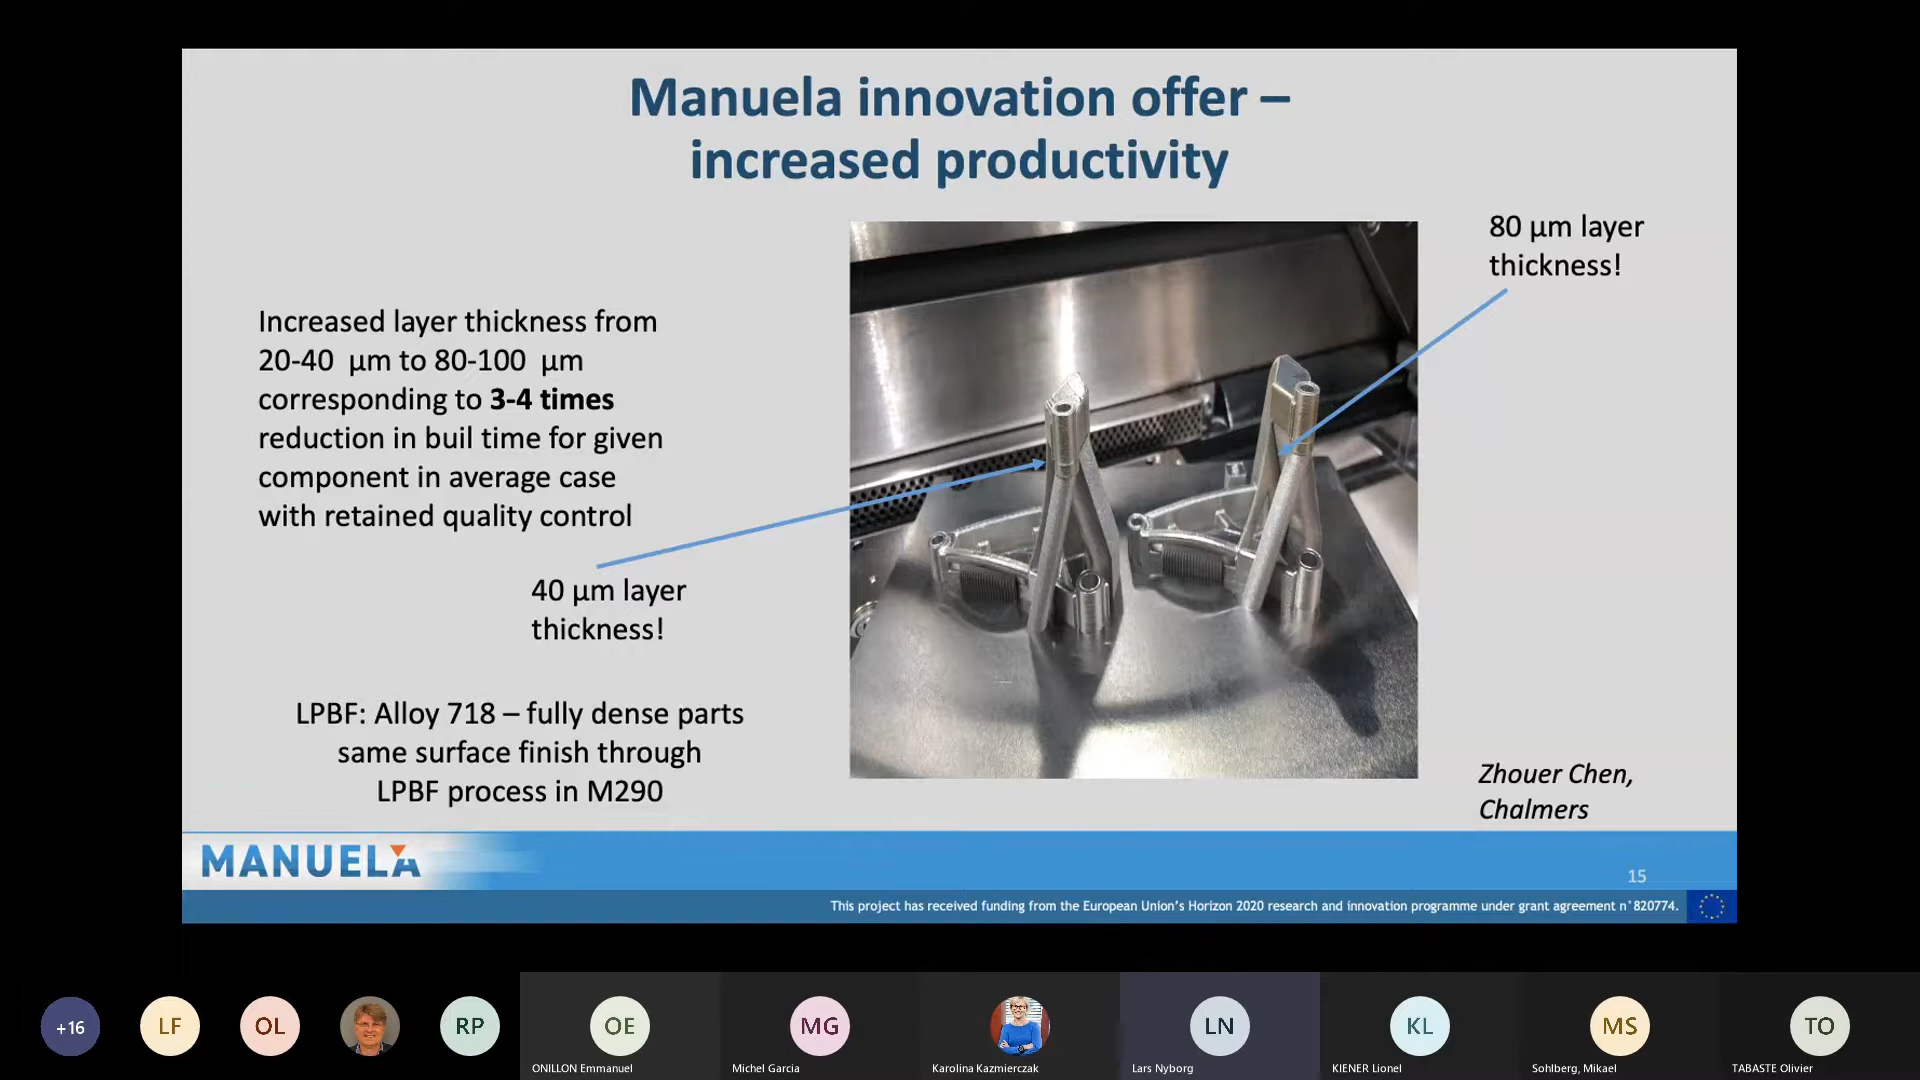 Manuela innovation offer –
increased productivity
80 µm layer
thickness!
Increased layer thickness from
20-40 µm to 80-100 µm
corresponding to 3-4 times
reduction in buil time for given
component in average case
with retained quality control
40 µm layer
thickness!
LPBF: Alloy 718 – fully dense parts
same surface finish through
LPBF process in M290
Zhouer Chen,
Chalmers
MANUELA
15
This project has received funding from the European Union's Horizon 2020 research and innovation programme under grant agreement n°820774.
+16
LF
OL
RP
OE
MG
LN
KL
MS
TO
ONILLON Emmanuel
Michel Garcia
Karolina Kazmierczak
Lars Nyborg
KIENER Lionel
Sohlberg, Mikael
TABASTE Olivier